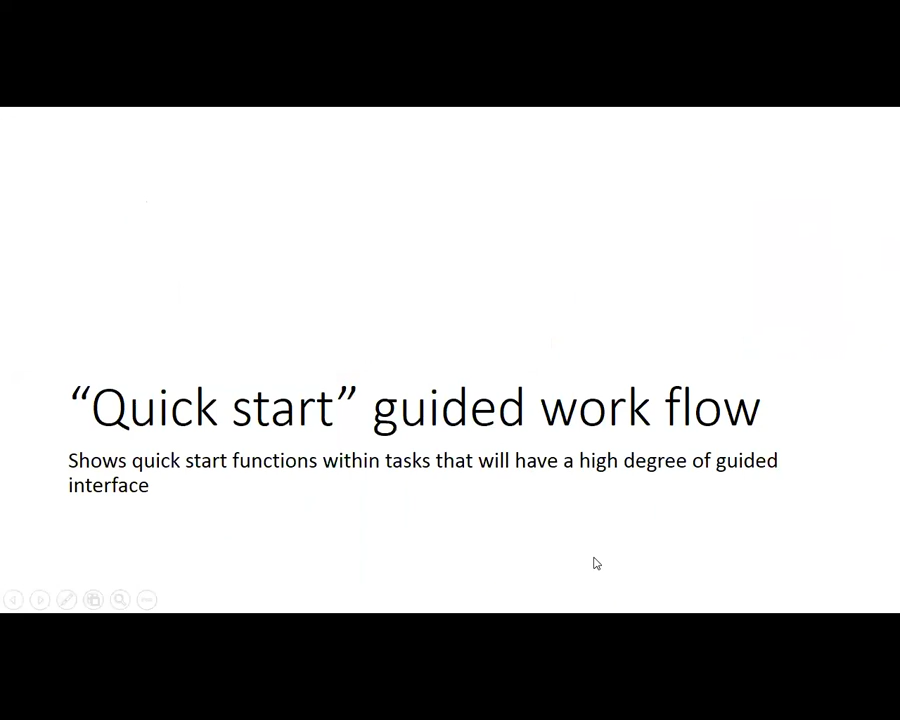 “Quick start” guided work flow
Shows quick start functions within tasks that will have a high degree of guided
interface